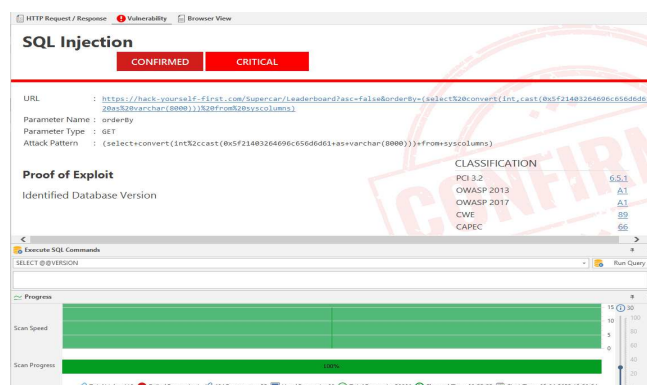 HTTP Request / Response Vulnerability Browser View
SQL Injection
CONFIRMED CRITICAL
URL : https://hack-yourself-first.com/Supercar/Leaderboard?asc=false&orderBy=(select%20convert(int,cast(0x5f21403264696c656d6d6
20as%20varchar(8000)))%20from%20syscolumns)
Parameter Name : orderBy
Parameter Type : GET
Attack Pattern : (select+convert(int%2ccast(0x5f21403264696c656d6d61+as+varchar(8000)))+from+syscolumns)
CLASSIFICATION
Proof of Exploit
PCI 3.2 6.5.1
OWASP 2013 A1
Identified Database Version
OWASP 2017 A1
CWE 89
CAPEC 66
CONFIRM
Execute SQL Commands
SELECT @@VERSION Run Query
Progress
Scan Speed
15 10 5 0
30 100 80 60 40 20
Scan Progress 100%